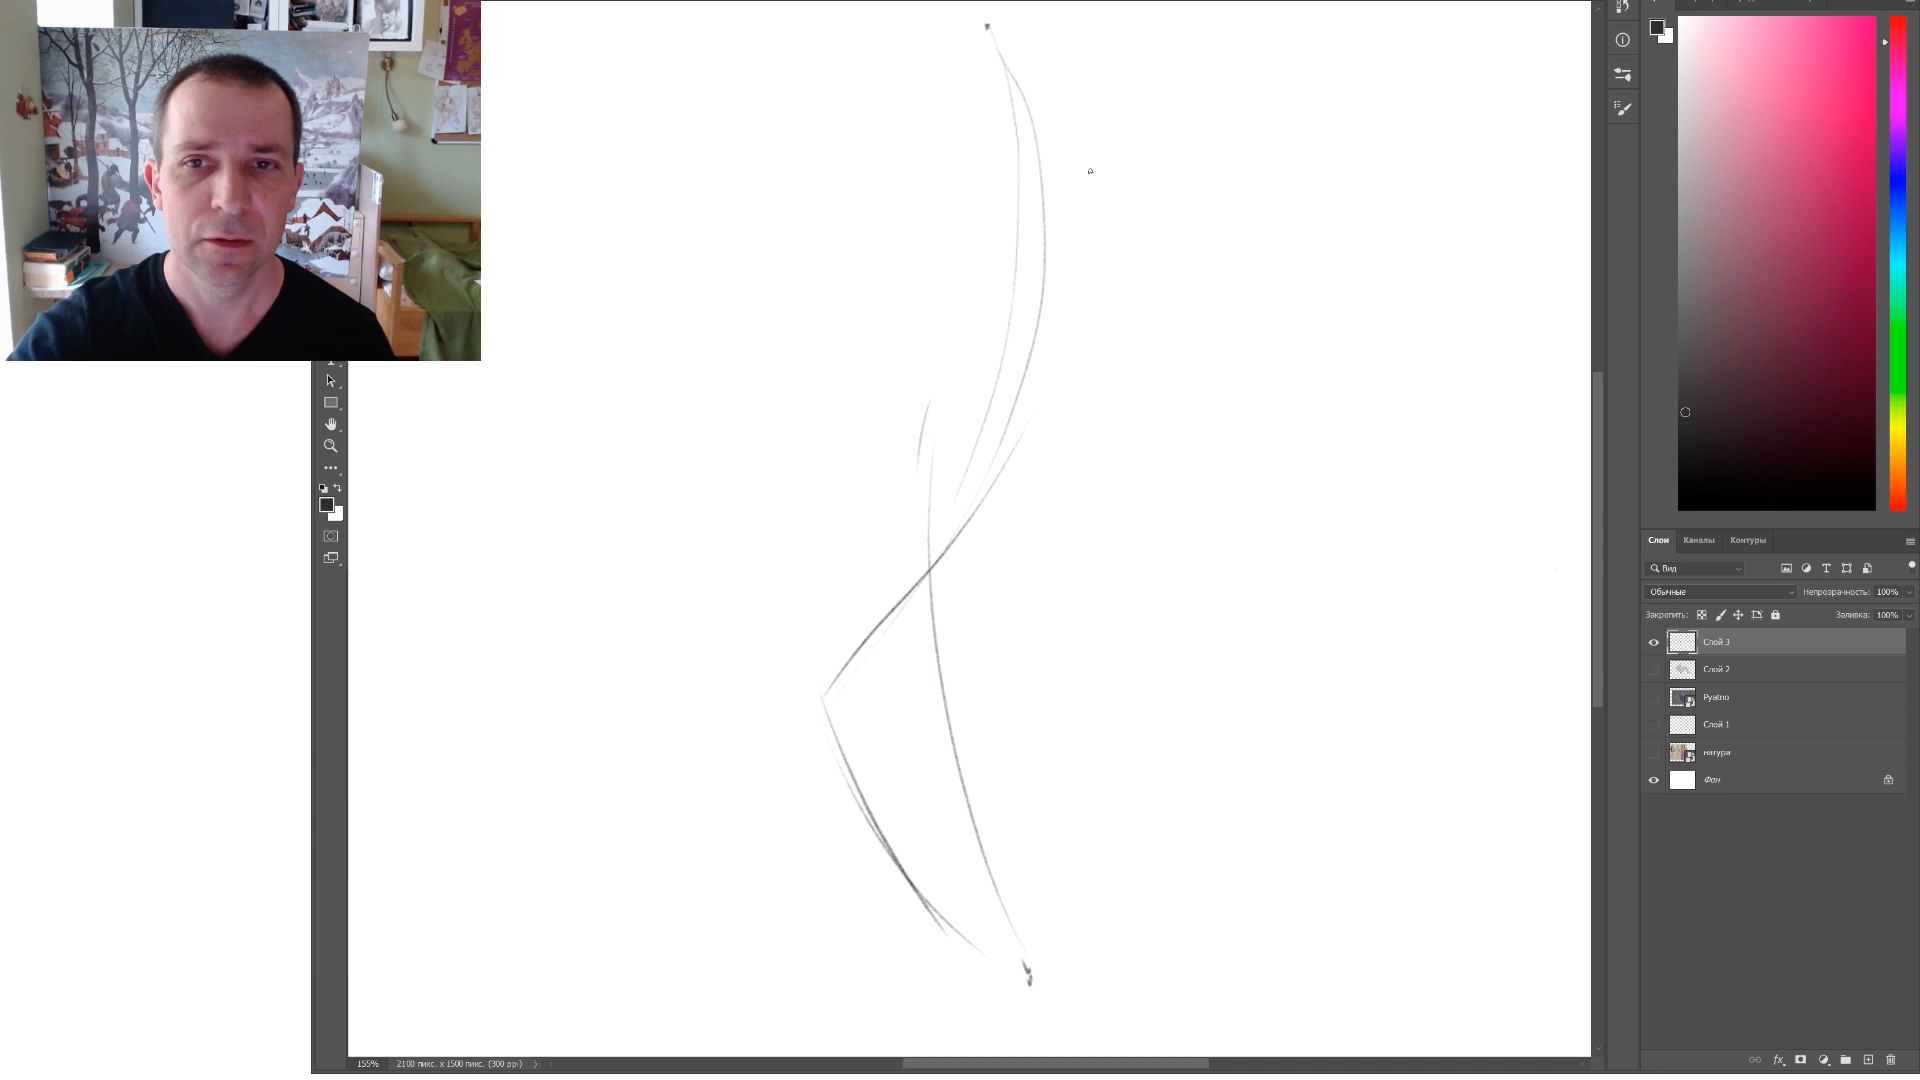 Слои Каналы Контуры
Вид
Обычные Непрозрачность: 100%
Закрепить: Заливка: 100%
Слой 3
Слой 2
Pyatno
Слой 1
натура
Фон
fx
155% 2100 пикс. x 1500 пикс. (300 ppi)